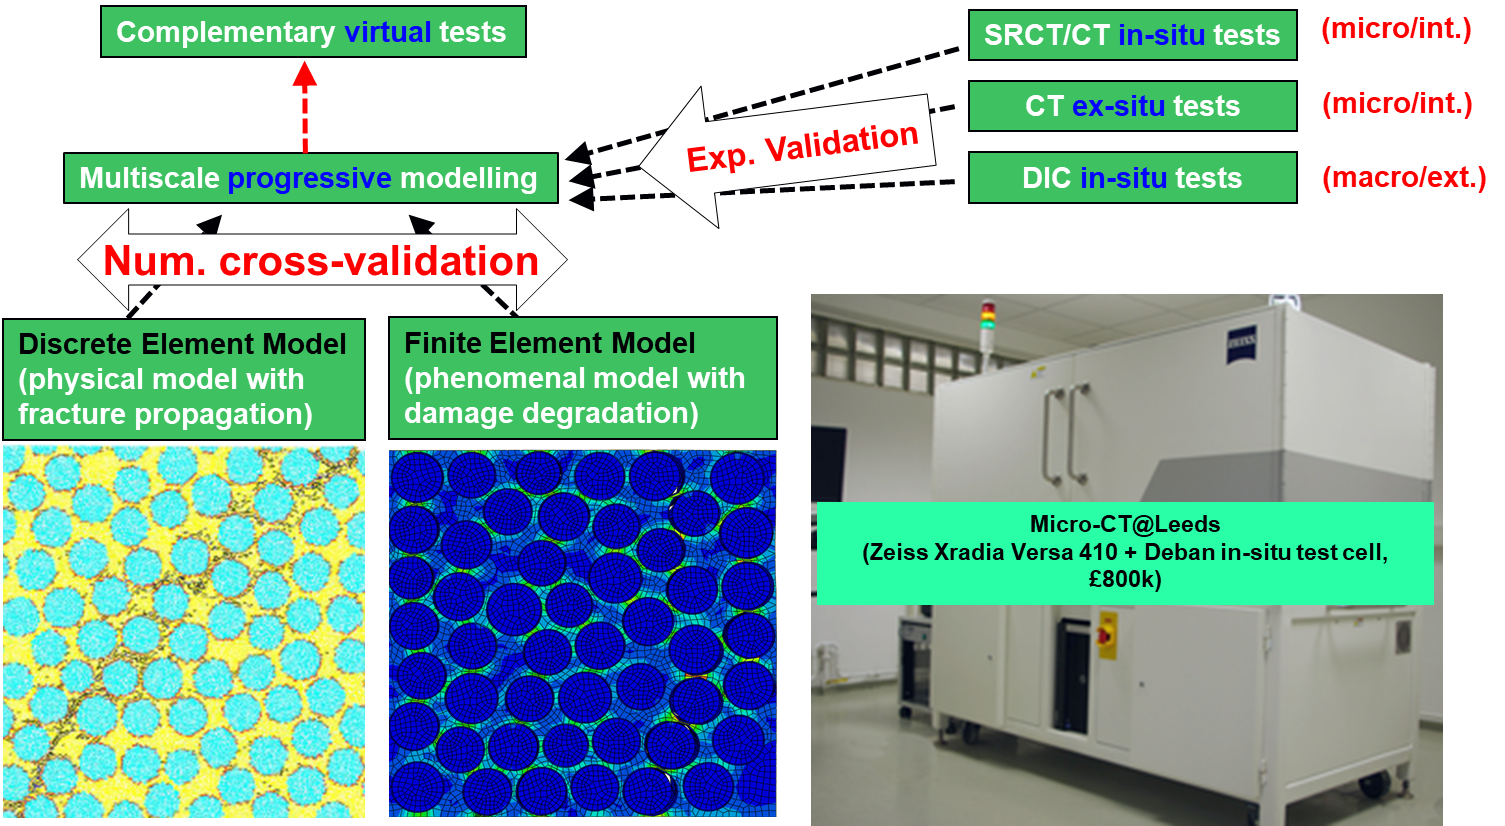 Complementary virtual tests
SRCT/CT in-situ tests
(micro/int.)
CT ex-situ tests
(micro/int.)
Exp. Validation
Multiscale progressive modelling
DIC in-situ tests
(macro/ext.)
Num. cross-validation
Discrete Element Model
(physical model with
fracture propagation)
Finite Element Model
(phenomenal model with
damage degradation)
ZEISS
Micro-CT@Leeds
(Zeiss Xradia Versa 410 + Deban in-situ test cell,
£800k)